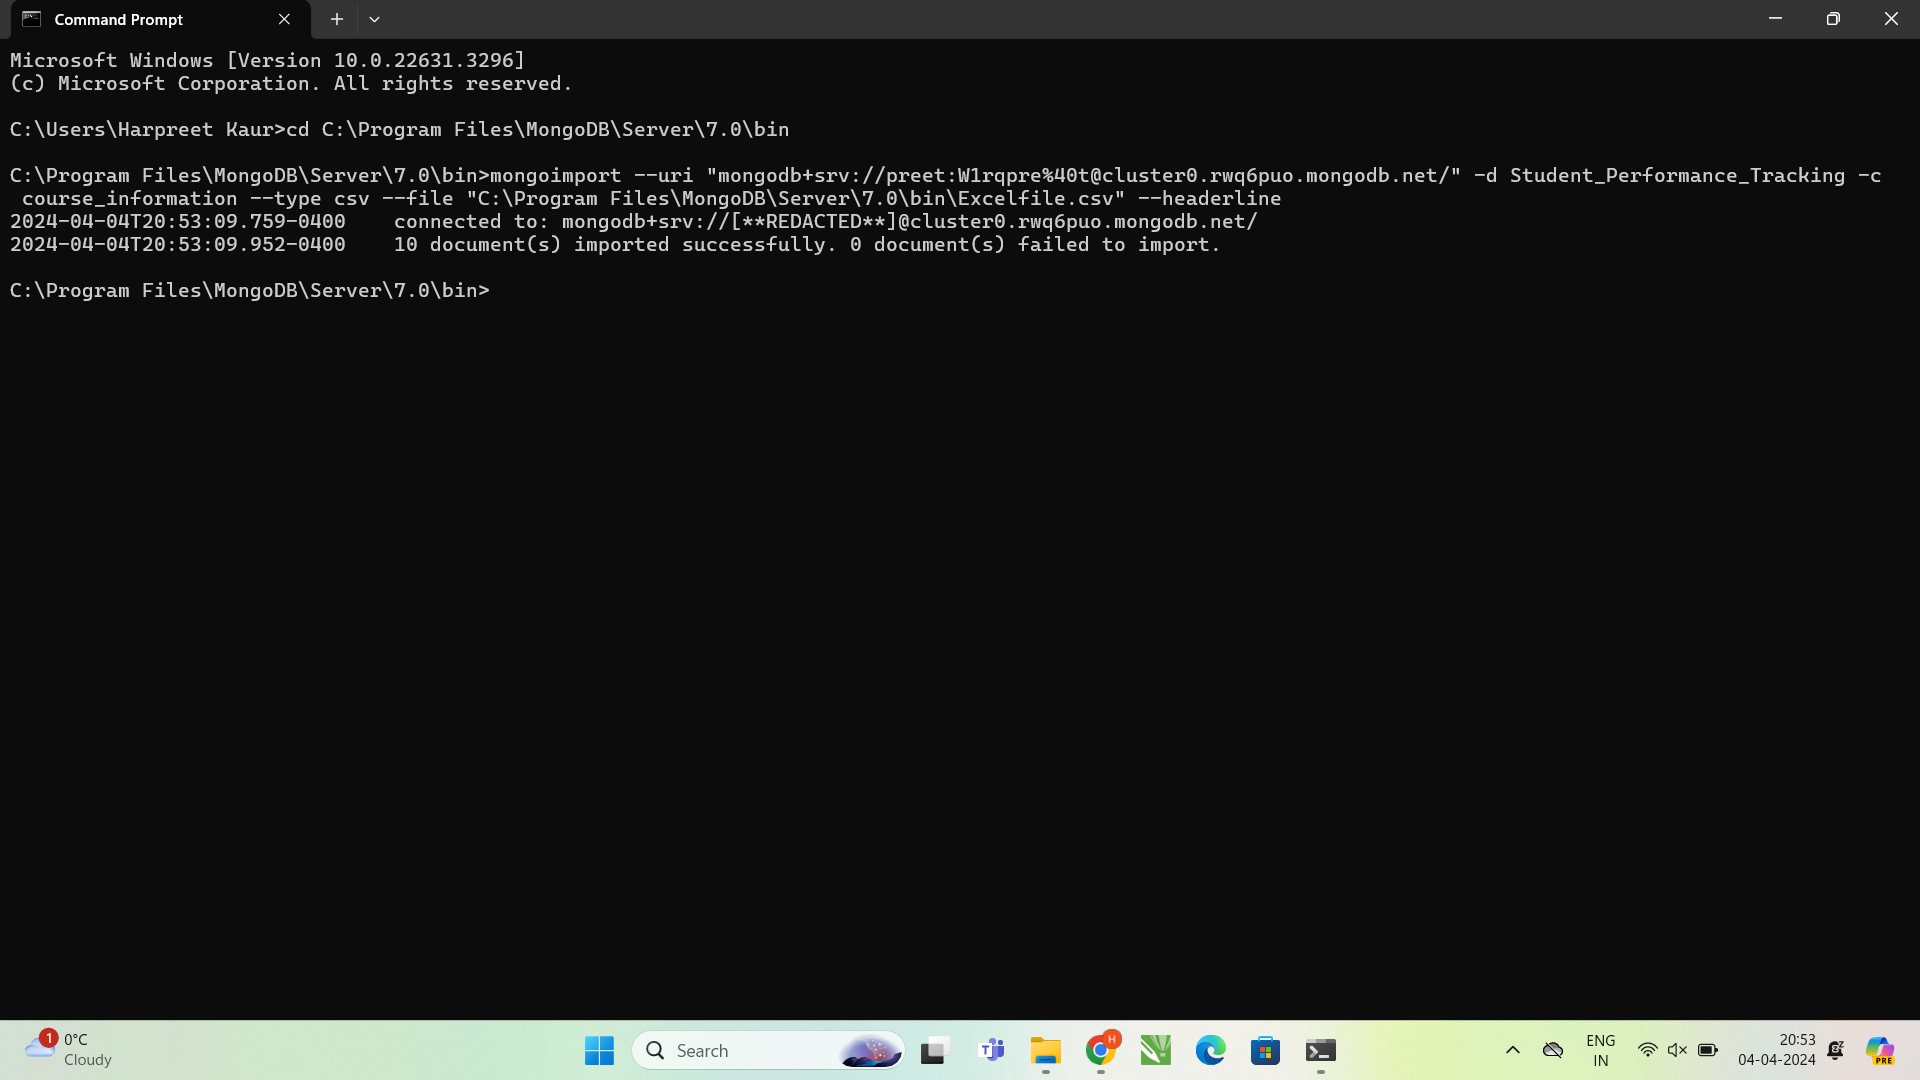 Command Prompt
Microsoft Windows [Version 10.0.22631.3296]
(c) Microsoft Corporation. All rights reserved.
C:\Users\Harpreet Kaur>cd C:\Program Files\MongoDB\Server\7.0\bin
C:\Program Files\MongoDB\Server\7.0\bin>mongoimport --uri "mongodb+srv://preet:W1rqpre%40t@cluster0.rwq6puo.mongodb.net/" -d Student_Performance_Tracking -c
course_information --type csv --file "C:\Program Files\MongoDB\Server\7.0\bin\Excelfile.csv" --headerline
2024-04-04T20:53:09.759-0400    connected to: mongodb+srv://[**REDACTED**]@cluster0.rwq6puo.mongodb.net/
2024-04-04T20:53:09.952-0400    10 document(s) imported successfully. 0 document(s) failed to import.
C:\Program Files\MongoDB\Server\7.0\bin>
1
0°C
Cloudy
Search
T
H
ENG
IN
20:53
04-04-2024
PRE